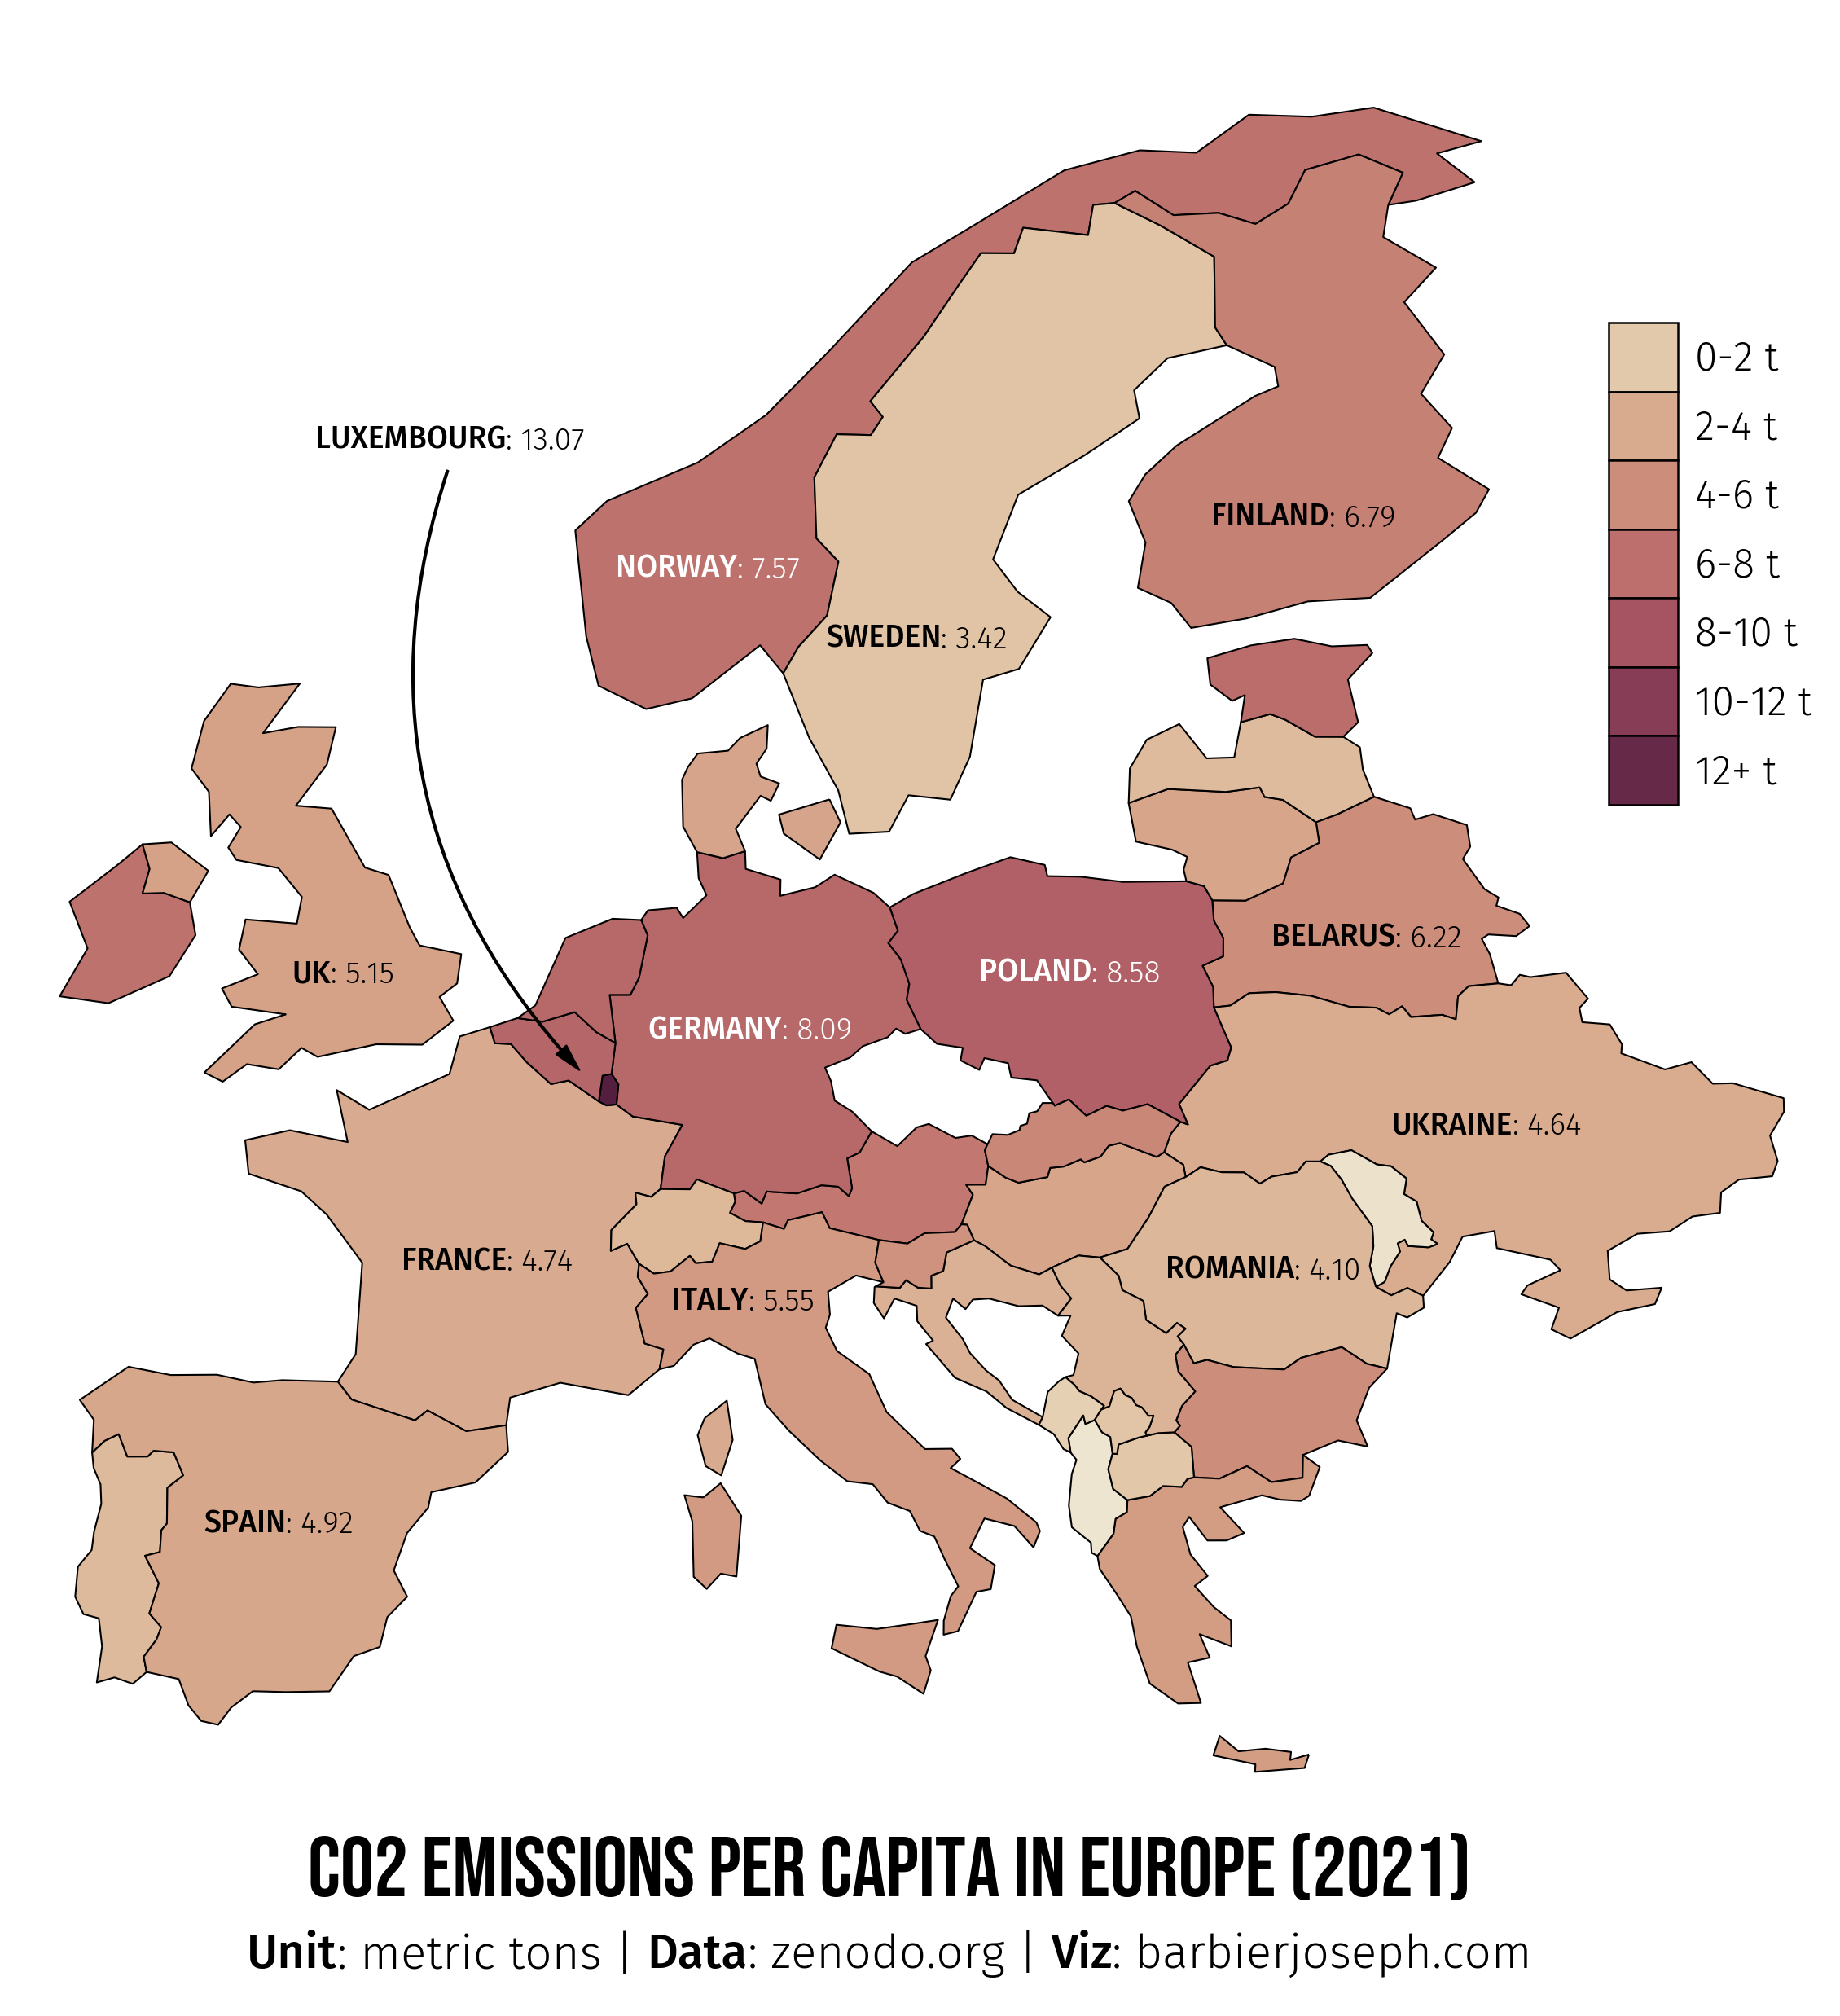 LUXEMBOURG: 13.07
NORWAY: 7.57
FINLAND: 6.79
SWEDEN: 3.42
0-2 t
2-4 t
4-6 t
6-8 t
8-10 t
10-12 t
12+ t
UK: 5.15
BELARUS: 6.22
POLAND: 8.58
GERMANY: 8.09
UKRAINE: 4.64
FRANCE: 4.74
ROMANIA: 4.10
ITALY: 5.55
SPAIN: 4.92
CO2 EMISSIONS PER CAPITA IN EUROPE (2021)
Unit: metric tons | Data: zenodo.org | Viz: barbierjoseph.com